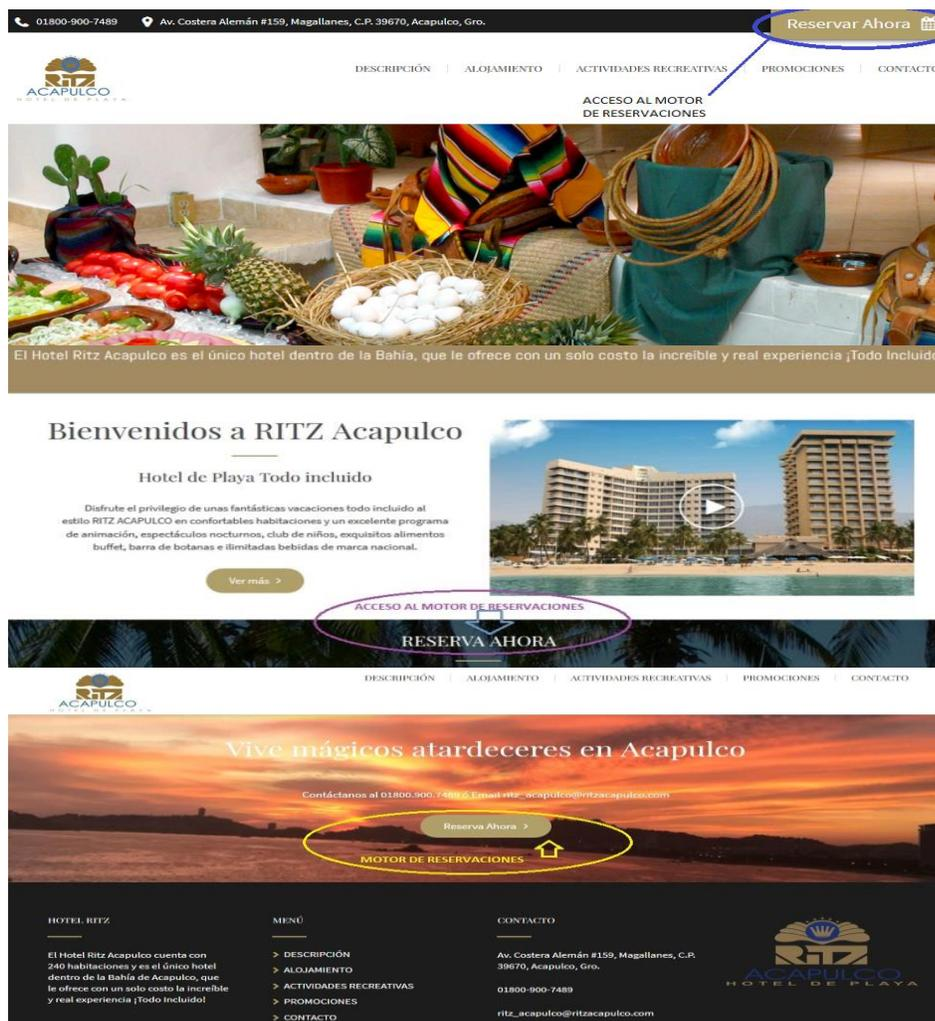 01800-900-7489 Av. Costera Alemán #159, Magallanes, C.P. 39670, Acapulco, Gro. Reservar Ahora
RITZ
ACAPULCO
HOTEL DE PLAYA
DESCRIPCIÓN ALOJAMIENTO ACTIVIDADES RECREATIVAS PROMOCIONES CONTACTO
ACCESO AL MOTOR
DE RESERVACIONES
El Hotel Ritz Acapulco es el único hotel dentro de la Bahía, que le ofrece con un solo costo la increíble y real experiencia ¡Todo Incluido
Bienvenidos a RITZ Acapulco
Hotel de Playa Todo incluido
Disfrute el privilegio de unas fantásticas vacaciones todo incluido al
estilo RITZ ACAPULCO en confortables habitaciones y un excelente programa
de animación, espectáculos nocturnos, club de niños, exquisitos alimentos
buffet, barra de botanas e ilimitadas bebidas de marca nacional.
Ver más >
ACCESO AL MOTOR DE RESERVACIONES
RESERVA AHORA
RITZ
ACAPULCO
HOTEL DE PLAYA
DESCRIPCIÓN ALOJAMIENTO ACTIVIDADES RECREATIVAS PROMOCIONES CONTACTO
Vive mágicos atardeceres en Acapulco
Contáctanos al 01800.900.7489 ó Email ritz_acapulco@ritzacapulco.com
Reserva Ahora >
MOTOR DE RESERVACIONES
HOTEL RITZ
El Hotel Ritz Acapulco cuenta con
240 habitaciones y es el único hotel
dentro de la Bahía de Acapulco, que
le ofrece con un solo costo la increíble
y real experiencia ¡Todo Incluido!
MENÚ
> DESCRIPCIÓN
> ALOJAMIENTO
> ACTIVIDADES RECREATIVAS
> PROMOCIONES
> CONTACTO
CONTACTO
Av. Costera Alemán #159, Magallanes, C.P.
39670, Acapulco, Gro.
01800-900-7489
ritz_acapulco@ritzacapulco.com
RITZ
ACAPULCO
HOTEL DE PLAYA